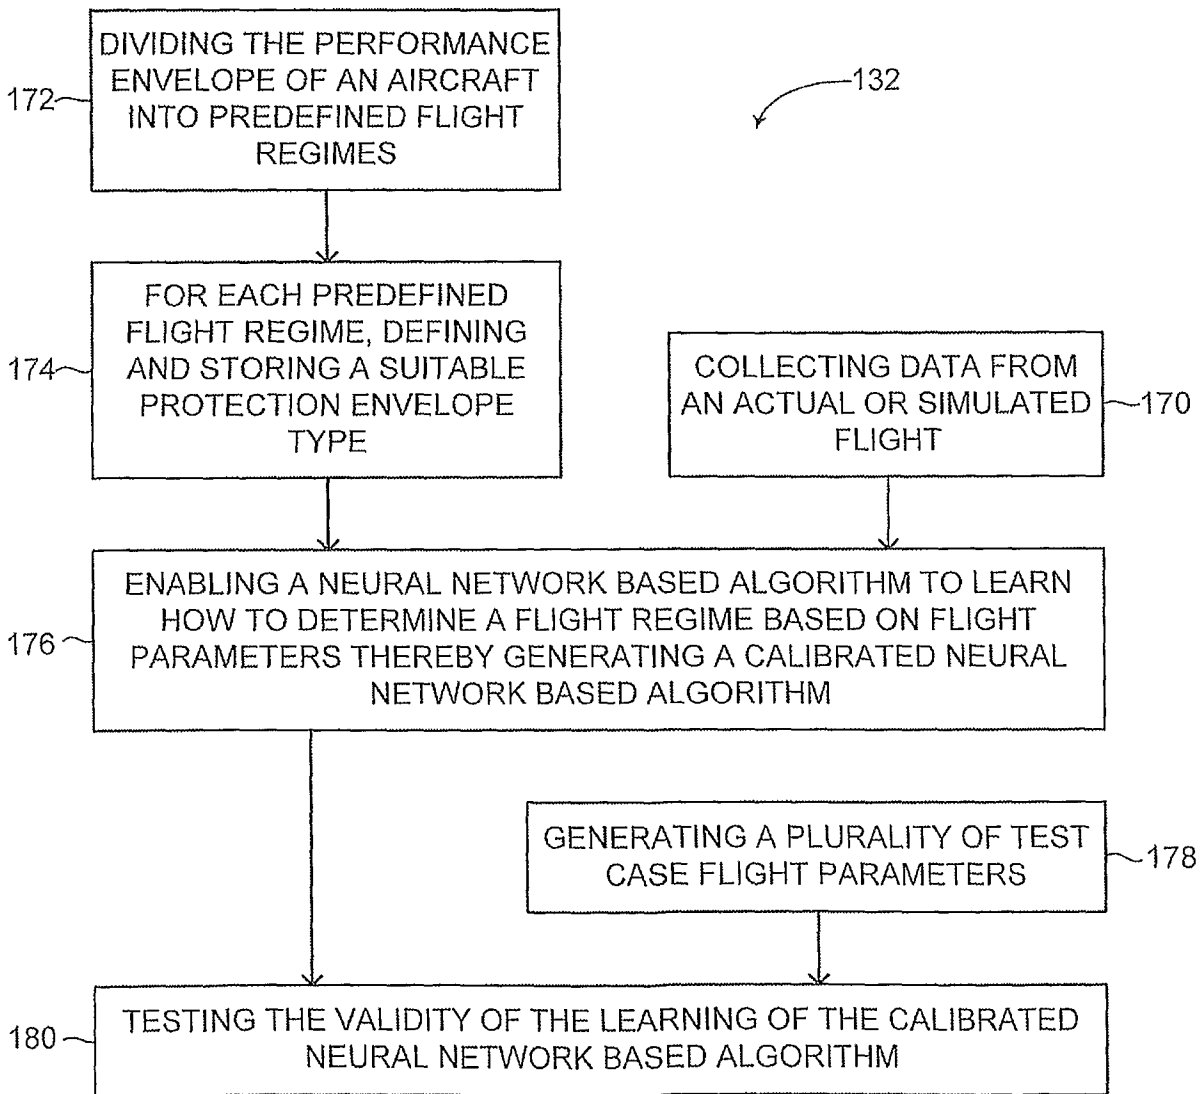 DIVIDING THE PERFORMANCE
ENVELOPE OF AN AIRCRAFT
INTO PREDEFINED FLIGHT
REGIMES
172
132
FOR EACH PREDEFINED
FLIGHT REGIME, DEFINING
AND STORING A SUITABLE
PROTECTION ENVELOPE
TYPE
174
COLLECTING DATA FROM
AN ACTUAL OR SIMULATED
FLIGHT
170
ENABLING A NEURAL NETWORK BASED ALGORITHM TO LEARN
HOW TO DETERMINE A FLIGHT REGIME BASED ON FLIGHT
PARAMETERS THEREBY GENERATING A CALIBRATED NEURAL
NETWORK BASED ALGORITHM
176
GENERATING A PLURALITY OF TEST
CASE FLIGHT PARAMETERS
178
TESTING THE VALIDITY OF THE LEARNING OF THE CALIBRATED
NEURAL NETWORK BASED ALGORITHM
180